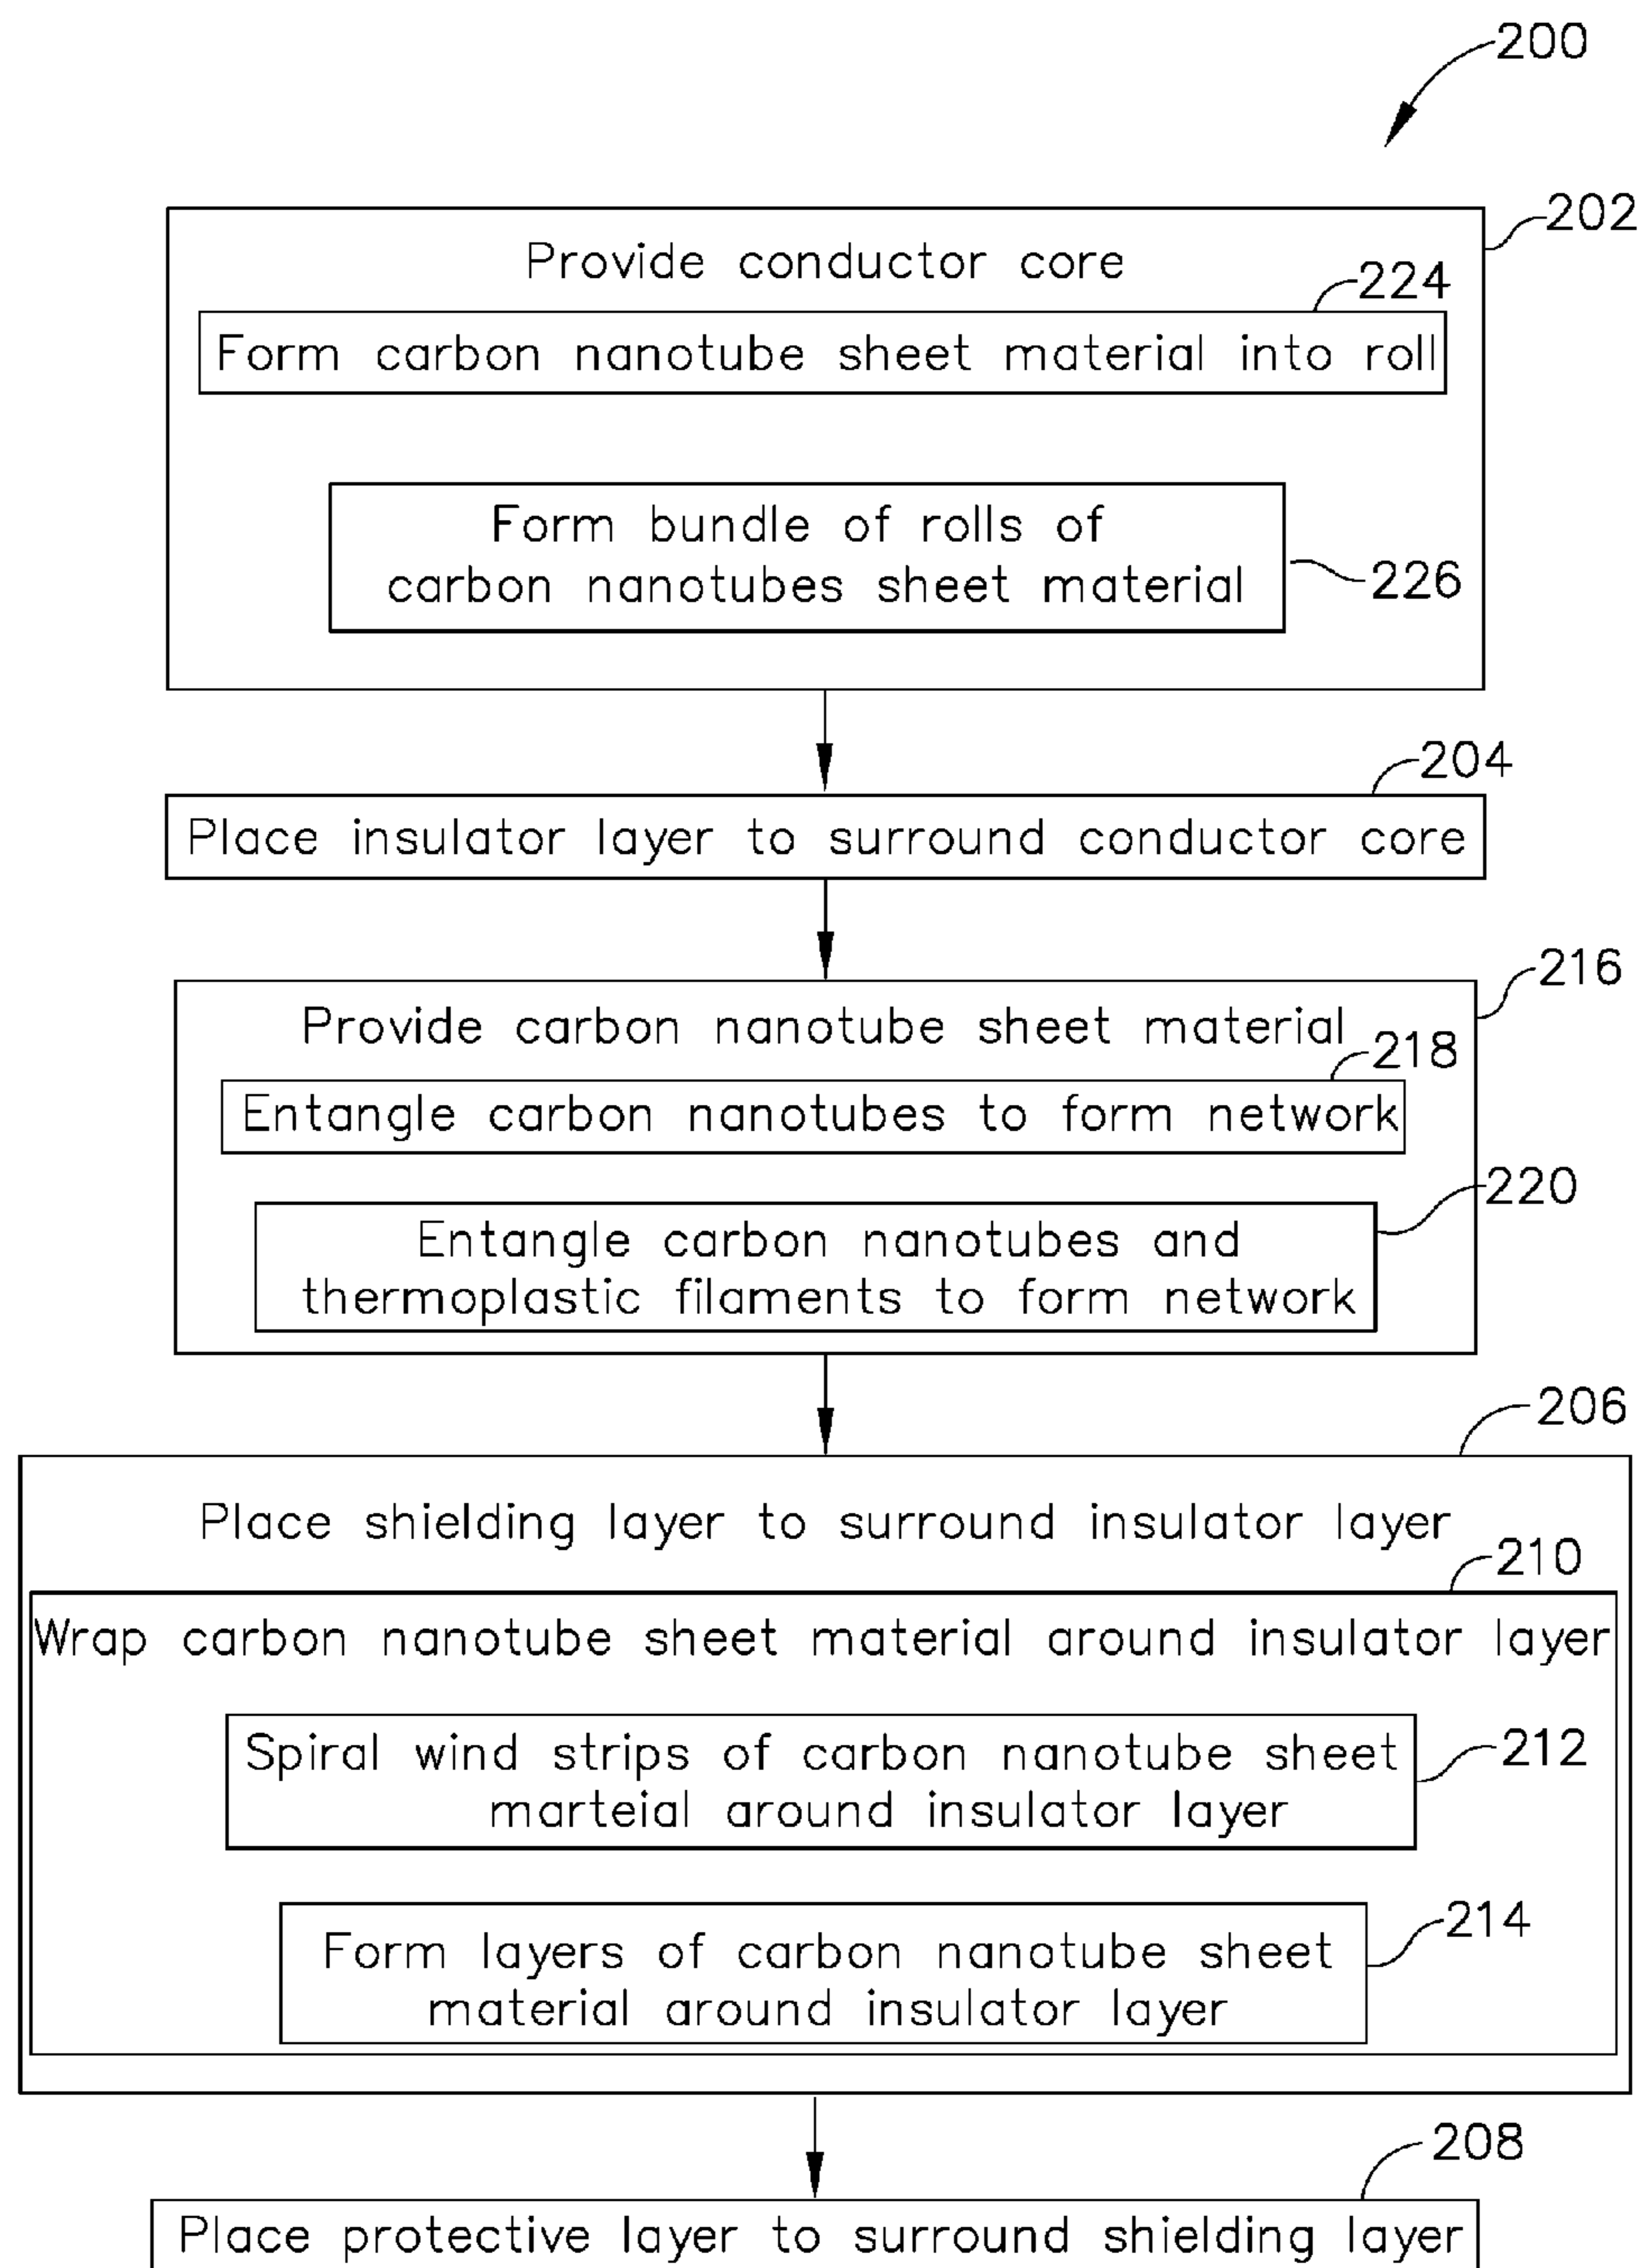 200
202
Provide conductor core
224
Form carbon nanotube sheet material into roll
Form bundle of rolls of
carbon nanotubes sheet material
226
204
Place insulator layer to surround conductor core
216
Provide carbon nanotube sheet material
218
Entangle carbon nanotubes to form network
220
Entangle carbon nanotubes and
thermoplastic filaments to form network
206
Place shielding layer to surround insulator layer
210
Wrap carbon nanotube sheet material around insulator layer
Spiral wind strips of carbon nanotube sheet
marteial around insulator layer
212
214
Form layers of carbon nanotube sheet
material around insulator layer
208
Place protective layer to surround shielding layer